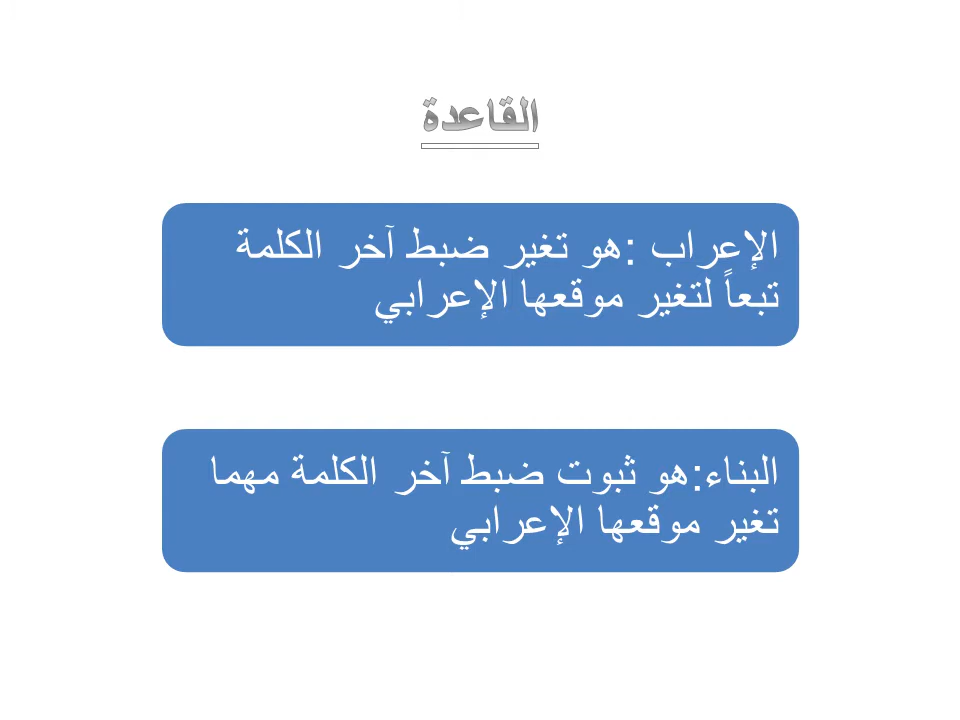 القاعدة
الإعراب :هو تغير ضبط آخر الكلمة
تبعاً لتغير موقعها الإعرابي
البناء:هو ثبوت ضبط آخر الكلمة مهما
تغير موقعها الإعرابي